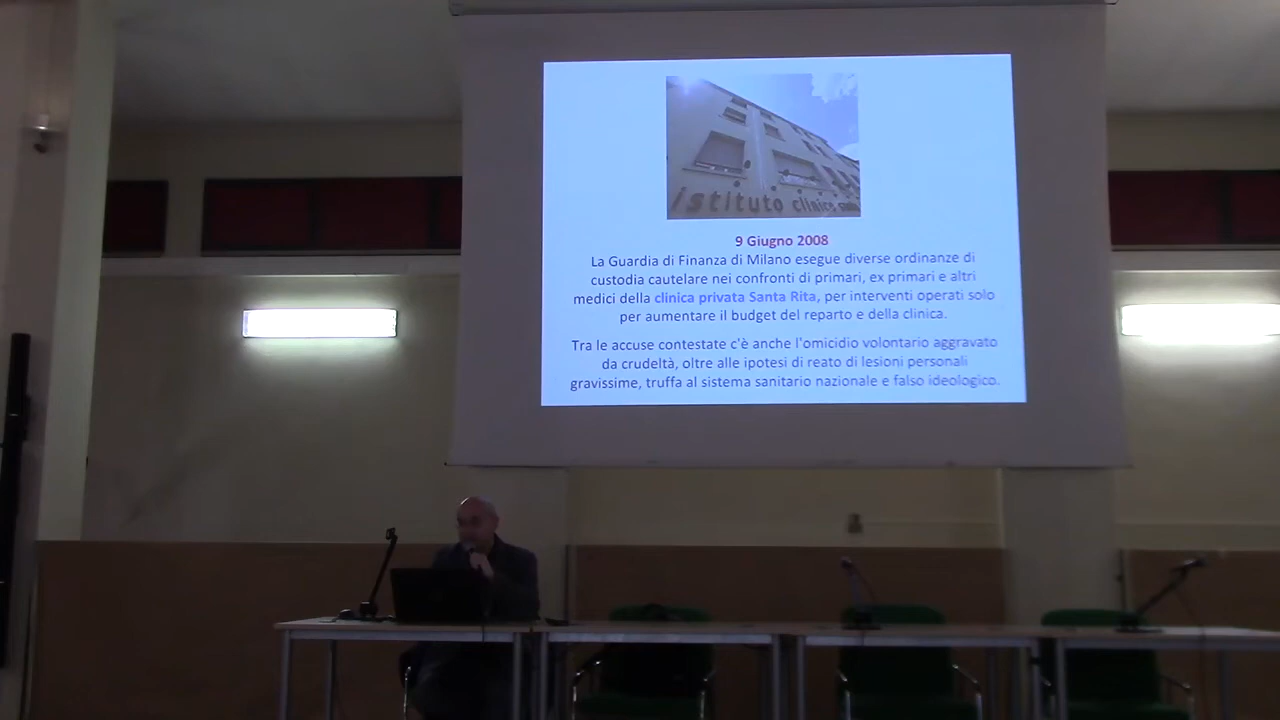 istituto clinico
9 Giugno 2008
La Guardia di Finanza di Milano esegue diverse ordinanze di
custodia cautelare nei confronti di primari, ex primari e altri
medici della clinica privata Santa Rita, per interventi operati solo
per aumentare il budget del reparto e della clinica.
Tra le accuse contestate c'è anche l'omicidio volontario aggravato
da crudeltà, oltre alle ipotesi di reato di lesioni personali
gravissime, truffa al sistema sanitario nazionale e falso ideologico.